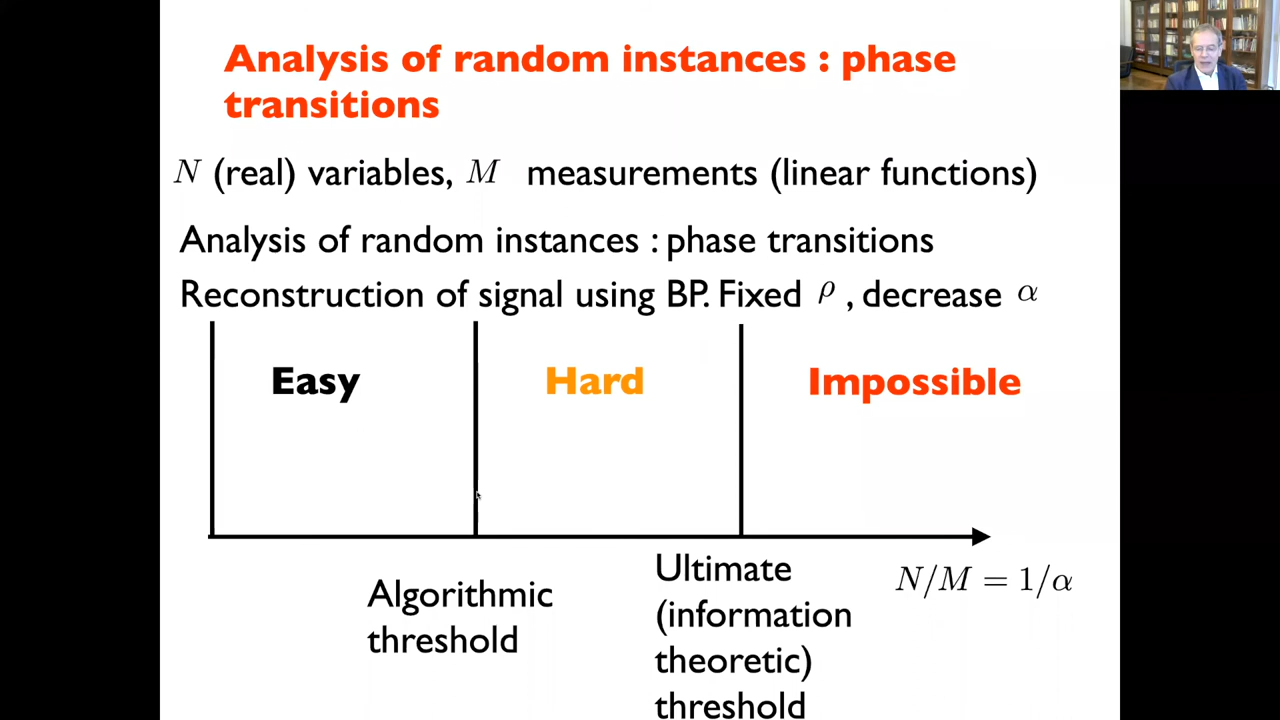 Analysis of random instances : phase
transitions
N (real) variables, M measurements (linear functions)
Analysis of random instances : phase transitions
Reconstruction of signal using BP. Fixed ρ , decrease α
Easy Hard Impossible
Algorithmic
threshold
Ultimate
(information
theoretic)
threshold
N/M = 1/α